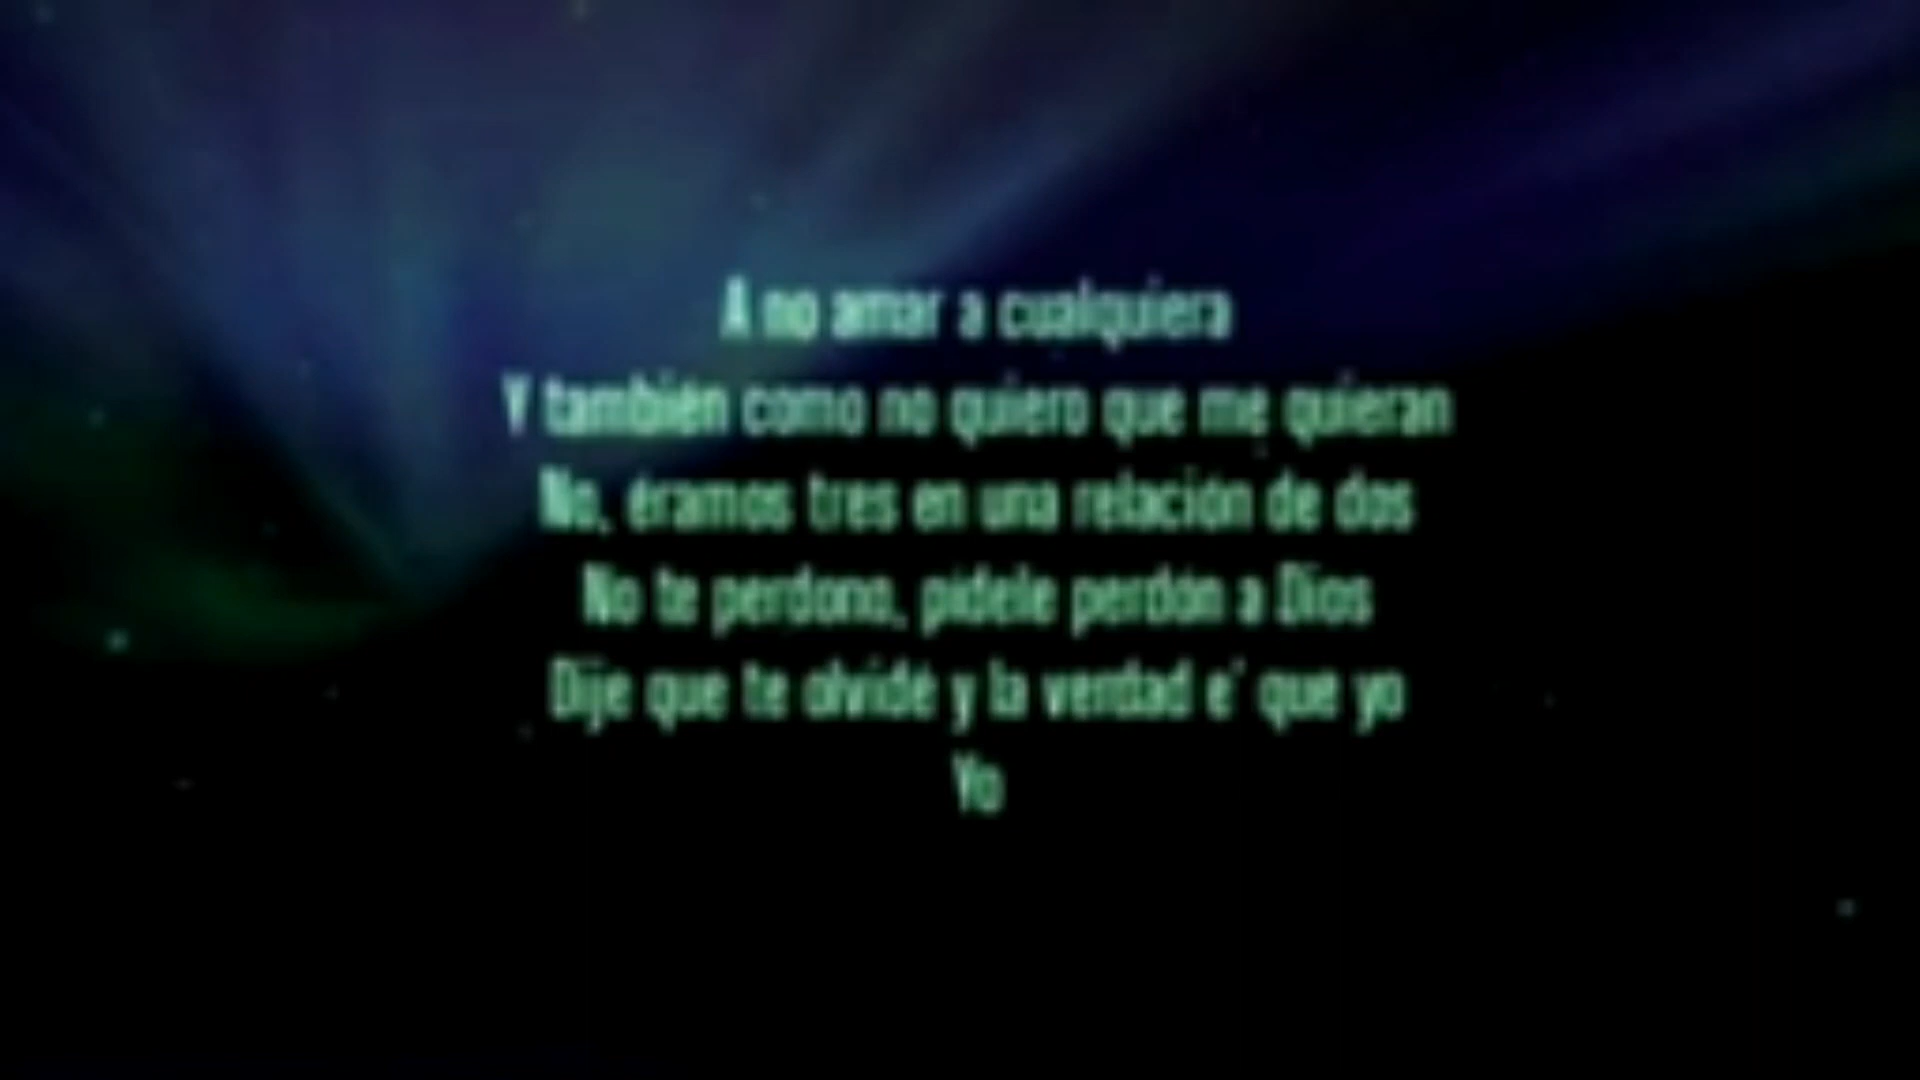 A no amar a cualquiera
Y también como no quiero que me quieran
No, éramos tres en una relación de dos
No te perdono, pídele perdón a Dios
Dije que te olvidé y la verdad e' que yo
Yo